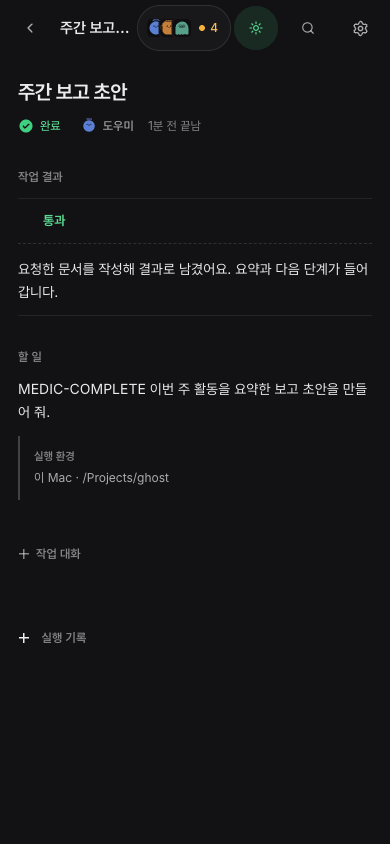 주간 보고...
4
주간 보고 초안
완료
도우미
1분 전 끝남
작업 결과
통과
요청한 문서를 작성해 결과로 남겼어요. 요약과 다음 단계가 들어
갑니다.
할 일
MEDIC-COMPLETE 이번 주 활동을 요약한 보고 초안을 만들
어 줘.
실행 환경
이 Mac · /Projects/ghost
작업 대화
실행 기록